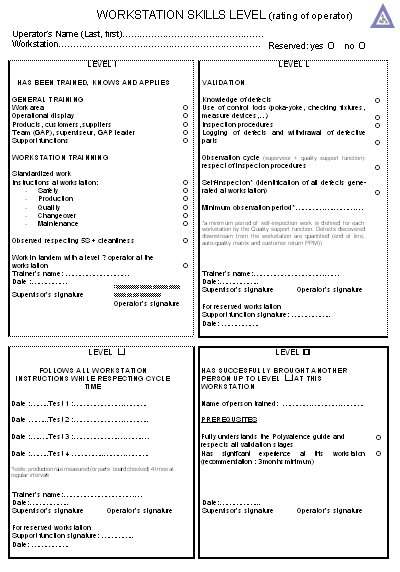 WORKSTATION SKILLS LEVEL (rating of operator)
Operator's Name (Last, first)
Workstation Reserved: yes O no O
LEVEL I
HAS BEEN TRAINED, KNOWS AND APPLIES
GENERAL TRAINING
Work area O
Operational display O
Products, customers, suppliers O
Team (GAP), superviseur, GAP leader O
Support functions O
WORKSTATION TRAINNING
Standardized work O
Instructions at workstation: O
- Safety O
- Production O
- Quality O
- Changeover O
- Maintenance O
Observed respecting 5S + cleanliness O
Work in tandem with a level ? operator at the
workstation O
Trainer's name :
Date :
Supervisor's signature
Operator's signature
LEVEL L
VALIDATION
Knowledge of defects O
Use of control tools (poka-yoke, checking fixtures,
measure devices,..) O
Inspection procedures O
Logging of defects and withdrawal of defective
parts O
Observation cycle (supervisor + quality support function):
respect of inspection procedures O
Self-inspection* (identification of all defects gene-
rated at workstation) O
Minimum observation period*
*a minimum period of self-inspection work is defined for each
workstation by the Quality support function. Defects discovered
downstream from the workstation are quantified (end of line,
auto-quality matrix and customer return PPM))
Trainer's name:
Date :
Supervisor's signature Operator's signature
For reserved workstation
Support function signature :
Date :
LEVEL
FOLLOWS ALL WORKSTATION
INSTRUCTIONS WHILE RESPECTING CYCLE
TIME
Date : Test 1 :
Date : Test 2 :
Date : Test 3 :
Date : Test 4
*tests: production rate measured (or parts board checked) 4 times at
regular intervals
Trainer's name:
Date:
Supervisor's signature Operator's signature
For reserved workstation
Support function signature :
Date :
LEVEL
HAS SUCCESFULLY BROUGHT ANOTHER
PERSON UP TO LEVEL AT THIS
WORKSTATION
Name of person trained :
PREREQUISITES
Fully understands the Polyvalence guide and O
respects all validation stages
Has significant experience at this workstation O
(recommendation : 3 months minimum)
Date:
Supervisor's signature Operator's signature